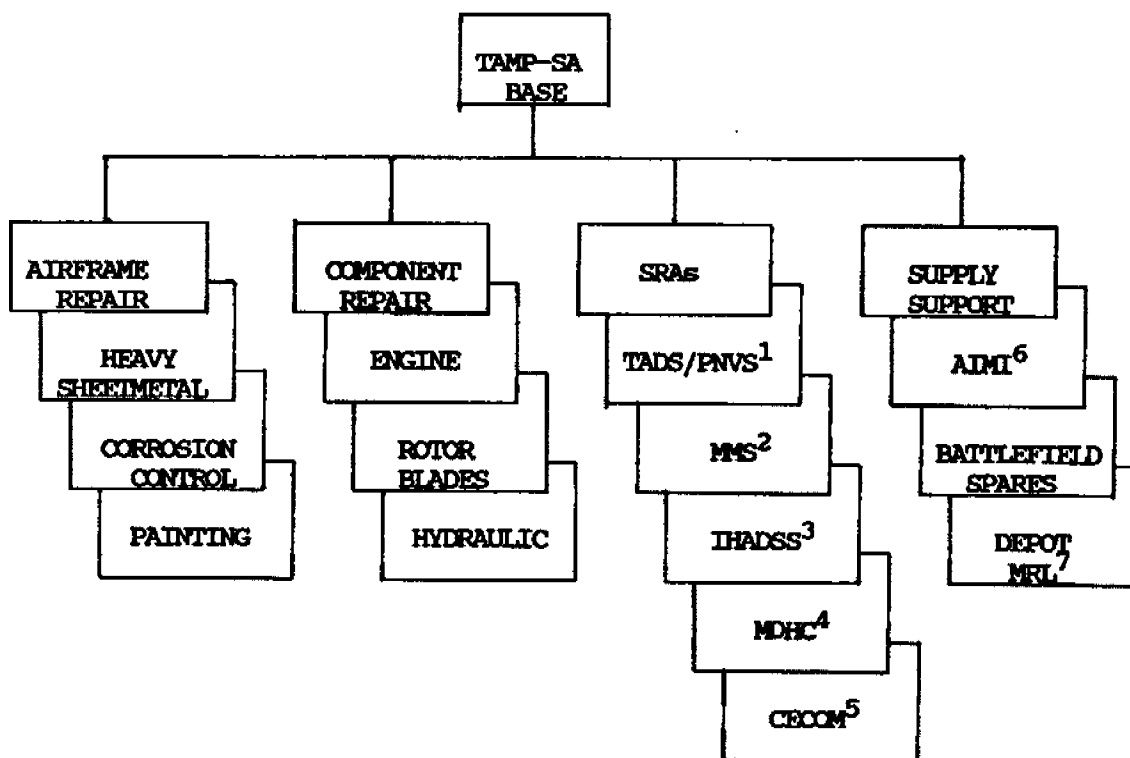 TAMP-SA
BASE
AIRFRAME
REPAIR
HEAVY
SHEETMETAL
CORROSION
CONTROL
PAINTING
COMPONENT
REPAIR
ENGINE
ROTOR
BLADES
HYDRAULIC
SRAs
TADS/PNVS1
MMS2
IHADSS3
MDHC4
CECOM5
SUPPLY
SUPPORT
AIMI6
BATTLEFIELD
SPARES
DEPOT
MRL7